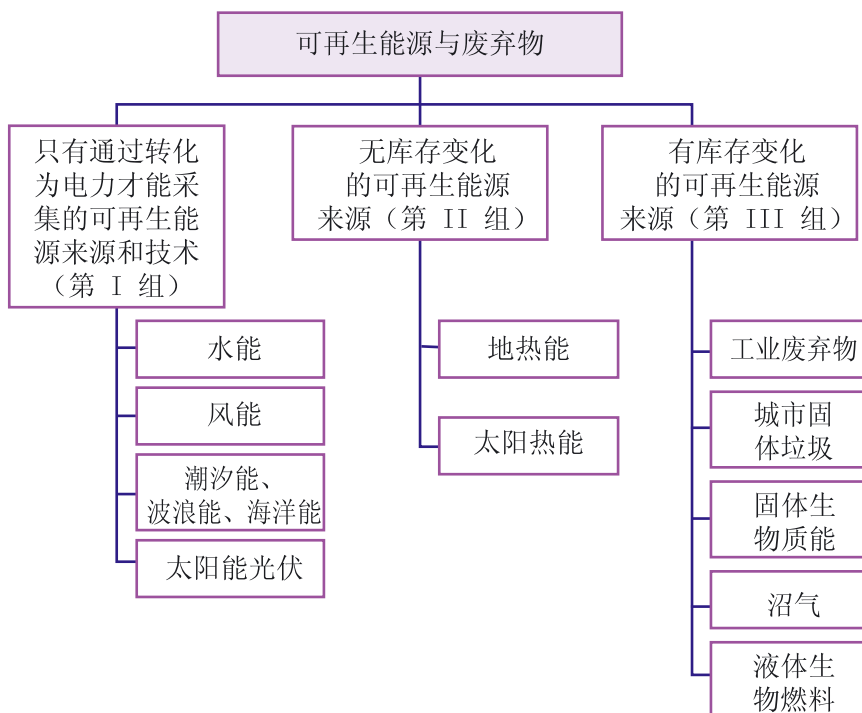 可再生能源与废弃物
只有通过转化
为电力才能采
集的可再生能
源来源和技术
（第 I 组）
水能
风能
潮汐能、
波浪能、海洋能
太阳能光伏
无库存变化
的可再生能源
来源（第 II 组）
地热能
太阳热能
有库存变化
的可再生能源
来源（第 III 组）
工业废弃物
城市固
体垃圾
固体生
物质能
沼气
液体生
物燃料